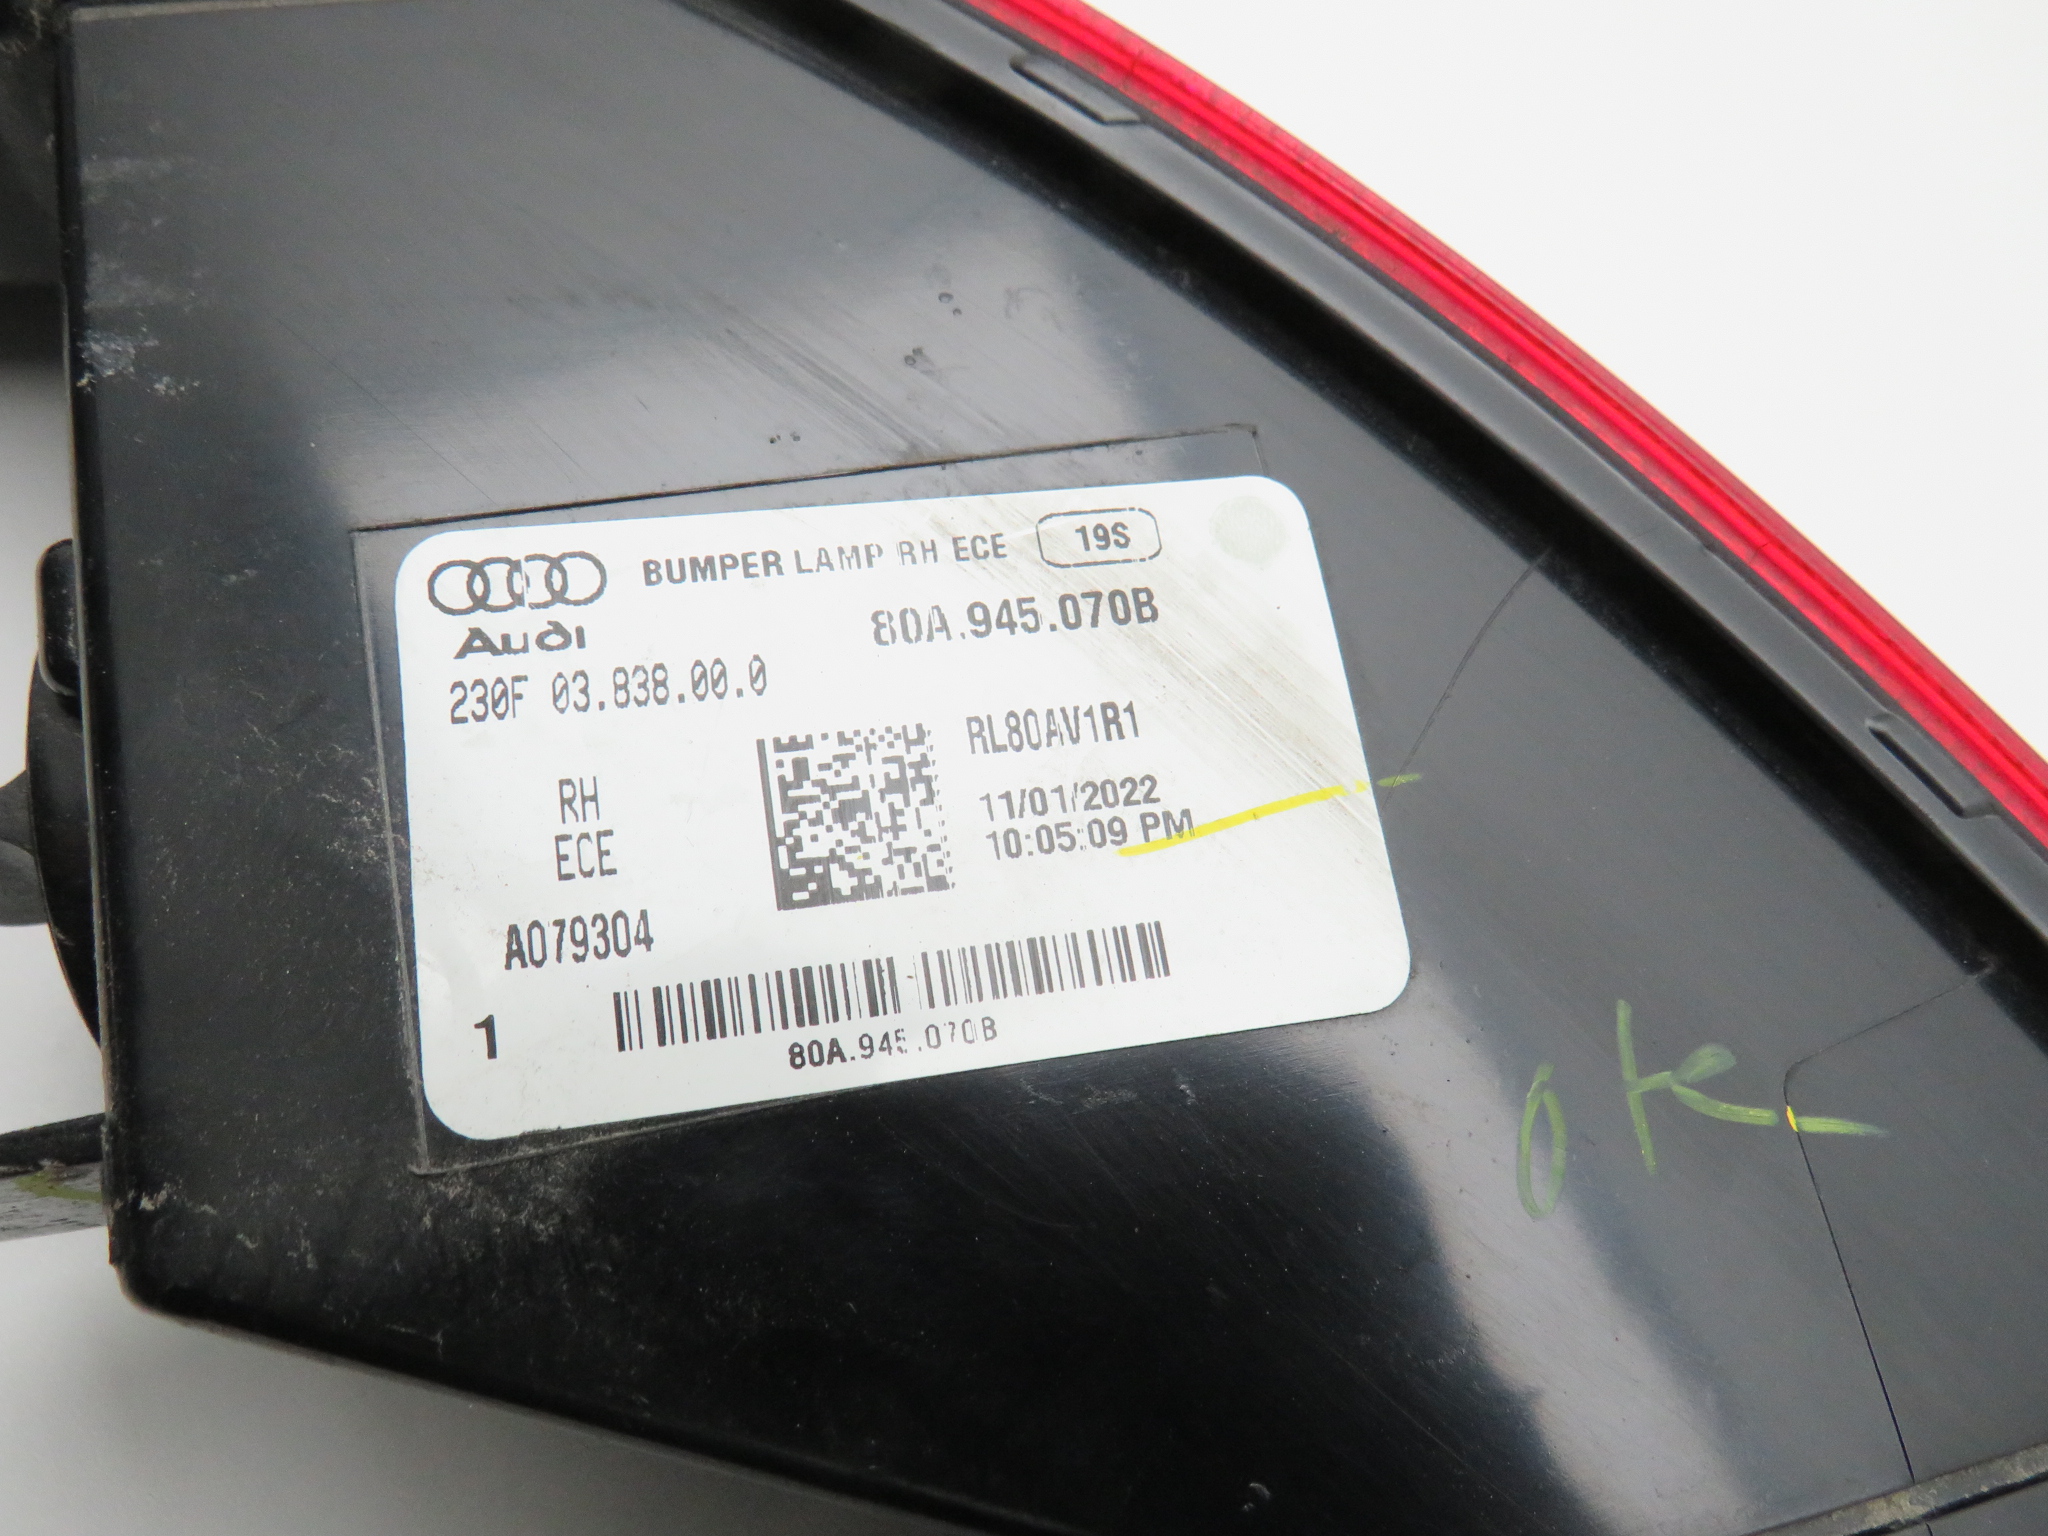 BUMPER LAMP RH ECE 19S
Audi
80A.945.070B
230F 03.838.00.0
RL80AV1R1
RH
ECE
11/01/2022
10:05:09 PM
A079304
1
80A.945.070B
OK